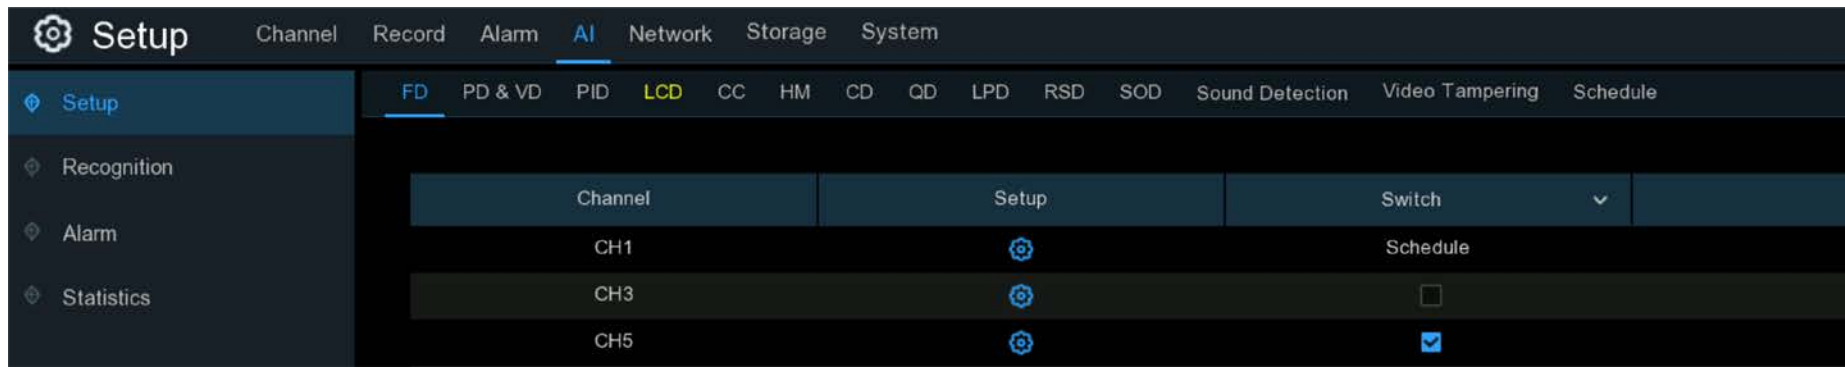 Setup Channel Record Alarm AI Network Storage System
Setup FD PD & VD PID LCD CC HM CD QD LPD RSD SOD Sound Detection Video Tampering Schedule
Recognition
Channel Setup Switch
Alarm
CH1 Schedule
Statistics
CH3
CH5